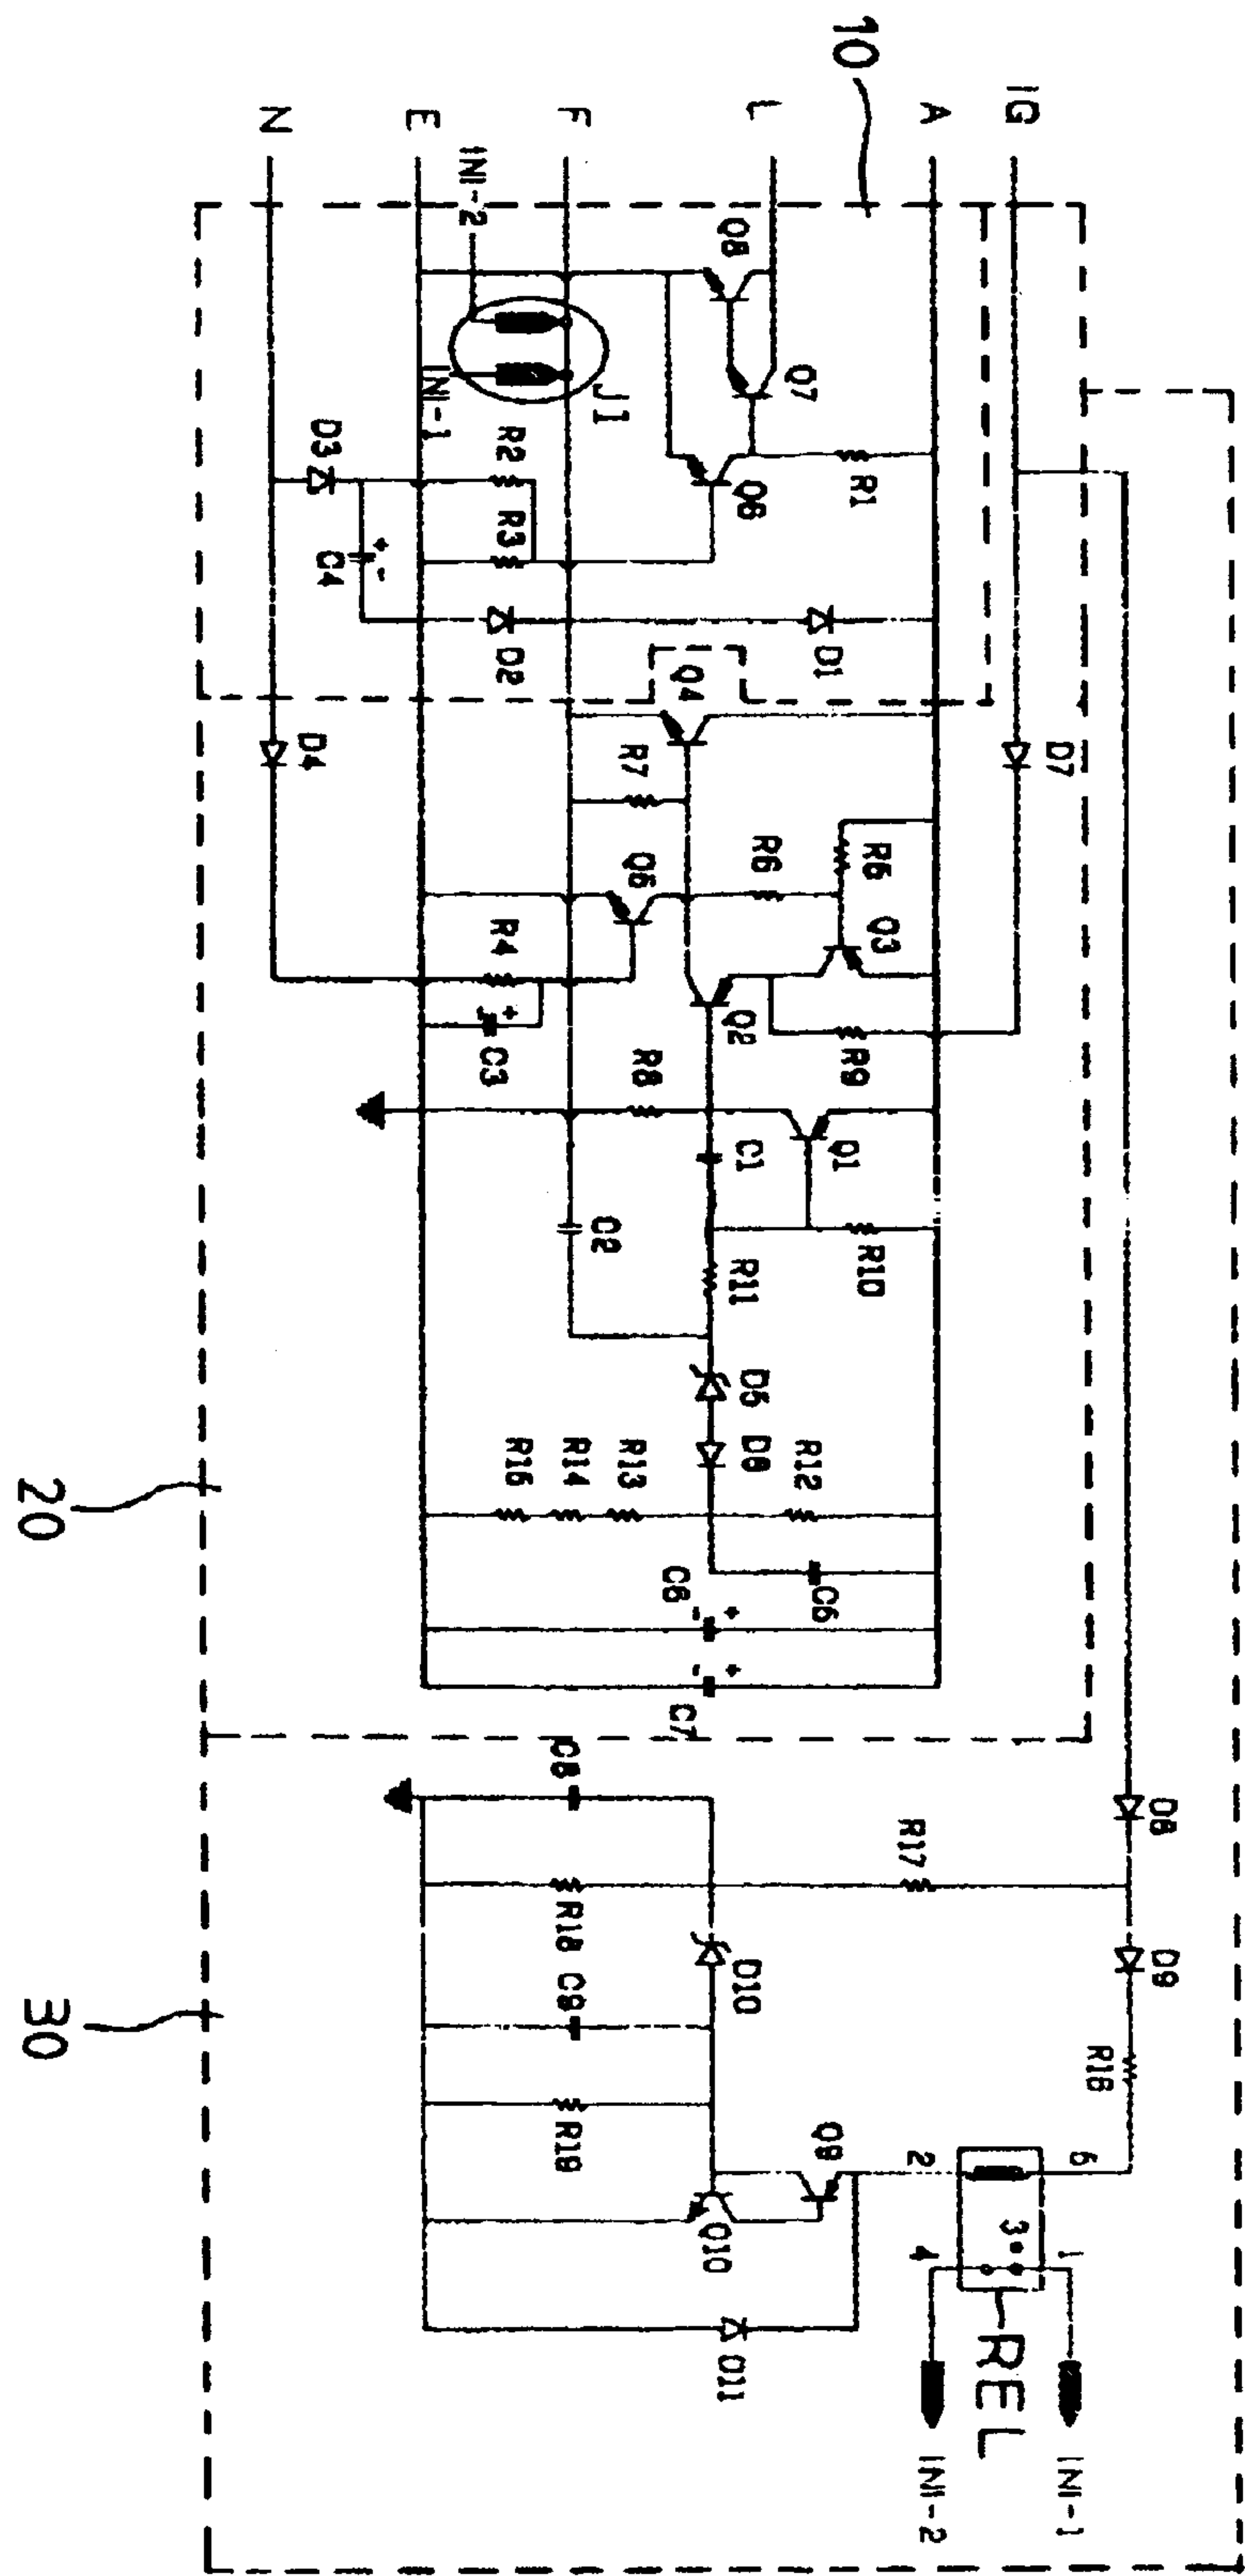 10
IG
A
L
F
E
N
INI-2
INI-1
J1
Q8
Q7
Q6
R1
R2
R3
D3
C4
+
-
D2
D1
Q4
D7
D4
R7
R5
R6
Q5
Q3
R4
+
C3
Q2
R9
R8
Q1
C1
R10
C2
R11
D5
D6
R12
R13
R14
R15
C5
C6
+
-
C7
+
-
20
D8
C8
R17
R18
D9
D10
C9
R16
R19
Q9
Q10
D11
2
6
3
4
1
REL
INI-1
INI-2
30